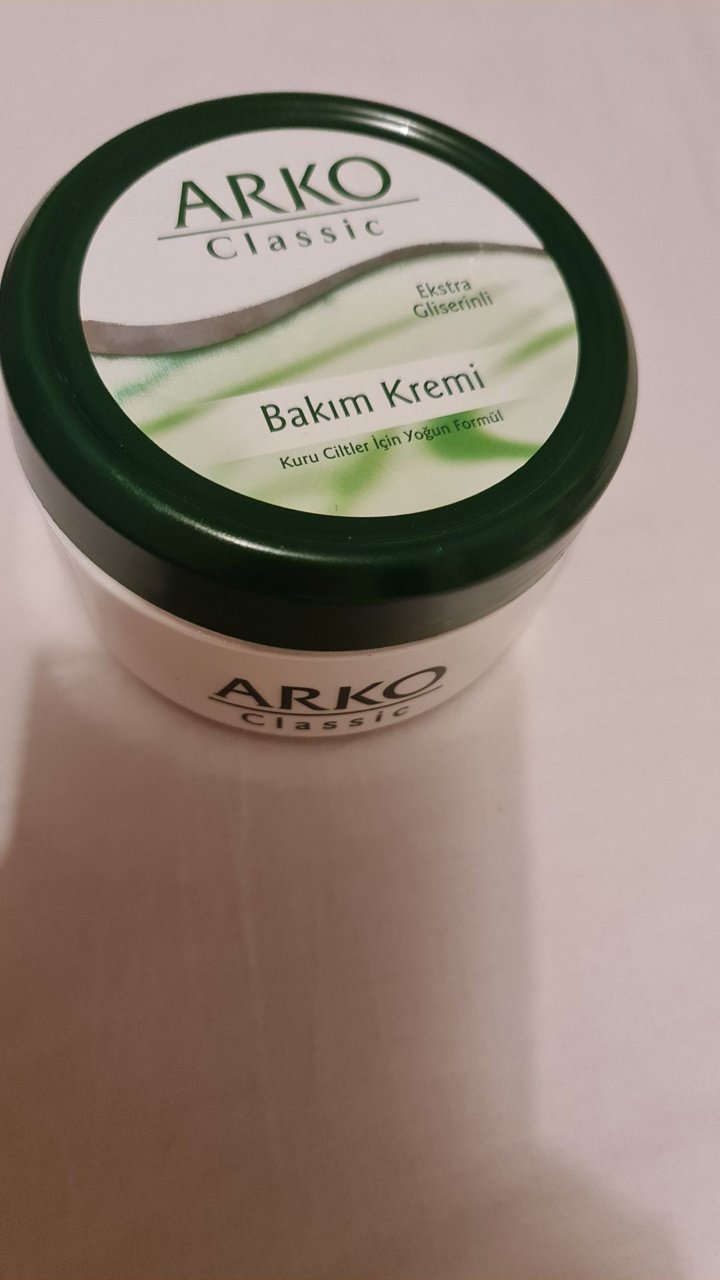 ARKO
Classic
Ekstra
Gliserinli
Bakım Kremi
Kuru Ciltler İçin Yoğun Formül
ARKO
Classic